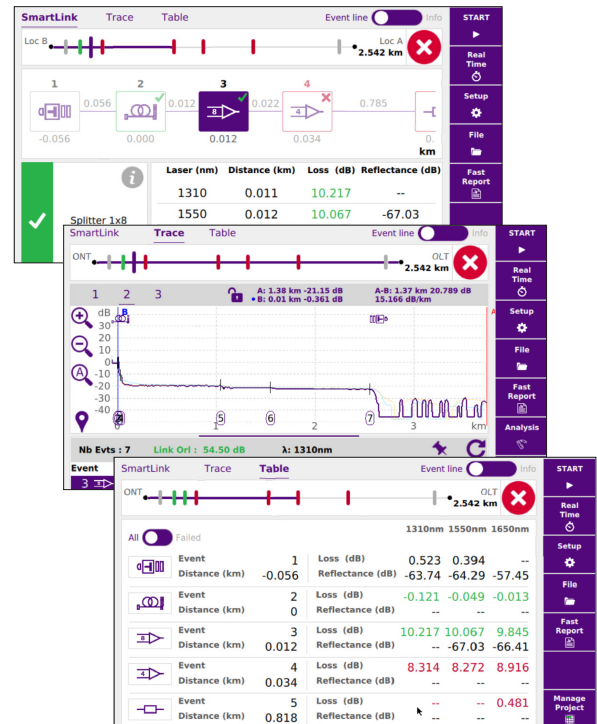 SmartLink Trace Table Event line Info START
Loc B Loc A
2.542 km
Real
Time
1 2 3 4
0.056 0.012 0.022 0.785
8 4
-0.056 0.000 0.012 0.034 0.
km
Setup
File
Fast
Report
Laser (nm) Distance (km) Loss (dB) Reflectance (dB)
1310 0.011 10.217 --
1550 0.012 10.067 -67.03
Splitter 1x8
SmartLink Trace Table Event line Info START
ONT OLT
2.542 km
Real
Time
1 2 3
A: 1.38 km -21.15 dB A-B: 1.37 km 20.789 dB
B: 0.01 km -0.361 dB 15.166 dB/km
Setup
File
Fast
Report
Analysis
dB B A
30
20
10
0
-10
-20
-30
-40
5 6 7
0 1 2 3 km
A
Nb Evts : 7 Link Orl : 54.50 dB λ: 1310nm
Event
3
SmartLink Trace Table Event line Info START
ONT OLT
2.542 km
Real
Time
Setup
File
Fast
Report
Manage
Project
1310nm 1550nm 1650nm
All Failed
Event 1 Loss (dB) 0.523 0.394 --
Distance (km) -0.056 Reflectance (dB) -63.74 -64.29 -57.45
Event 2 Loss (dB) -0.121 -0.049 -0.013
Distance (km) 0 Reflectance (dB) -- -- --
8
Event 3 Loss (dB) 10.217 10.067 9.845
Distance (km) 0.012 Reflectance (dB) -- -67.03 -66.41
4
Event 4 Loss (dB) 8.314 8.272 8.916
Distance (km) 0.034 Reflectance (dB) -- -- --
Event 5 Loss (dB) -- -- 0.481
Distance (km) 0.818 Reflectance (dB) -- -- --